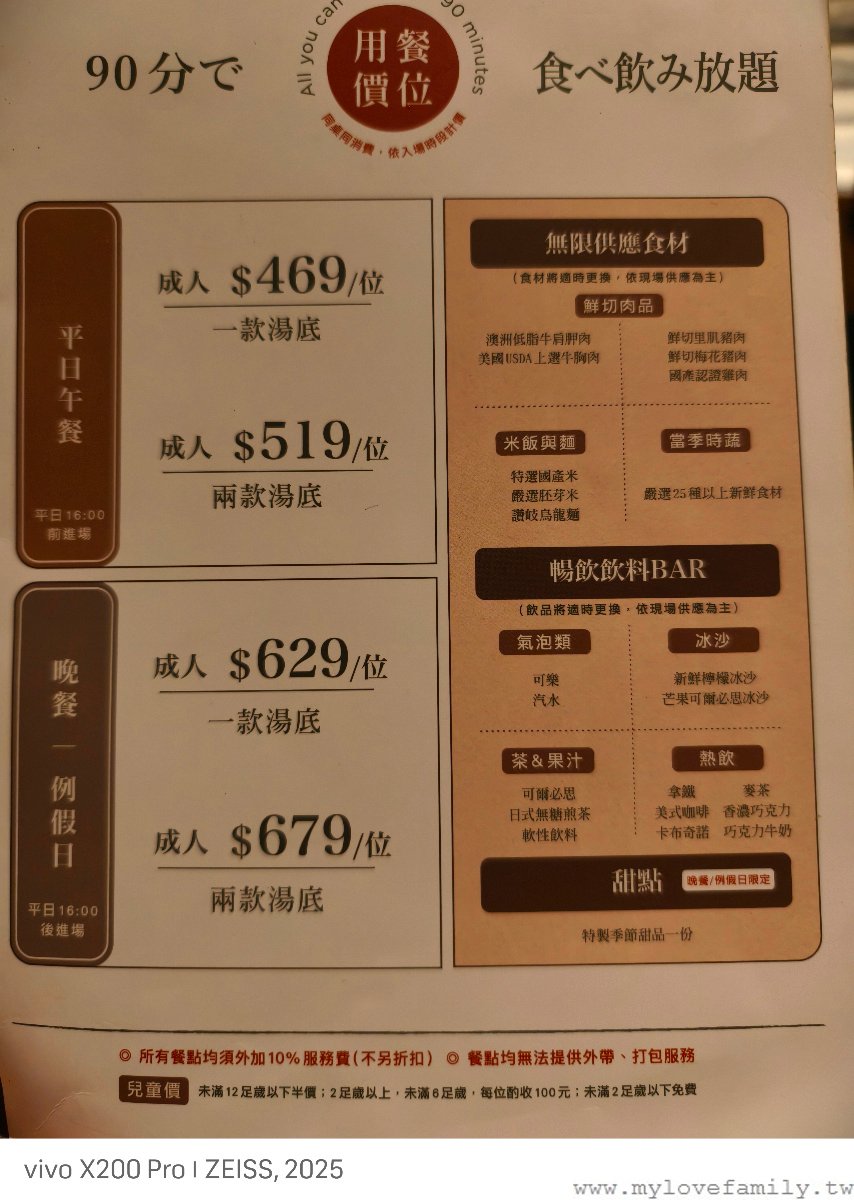 90分で
All you can
90 minutes
用餐
價位
食べ飲み放題
同桌同消費，依入場時段計價
平日午餐
平日16:00
前進場
成人 $469/位
一款湯底
成人 $519/位
兩款湯底
晚餐｜例假日
平日16:00
後進場
成人 $629/位
一款湯底
成人 $679/位
兩款湯底
無限供應食材
(食材將適時更換，依現場供應為主)
鮮切肉品
澳洲低脂牛肩胛肉
美國USDA上選牛胸肉
鮮切里肌豬肉
鮮切梅花豬肉
國產認證雞肉
米飯與麵
特選國產米
嚴選胚芽米
讚岐烏龍麵
當季時蔬
嚴選25種以上新鮮食材
暢飲飲料BAR
(飲品將適時更換，依現場供應為主)
氣泡類
可樂
汽水
冰沙
新鮮檸檬冰沙
芒果可爾必思冰沙
茶&果汁
可爾必思
日式無糖煎茶
軟性飲料
熱飲
拿鐵 麥茶
美式咖啡 香濃巧克力
卡布奇諾 巧克力牛奶
甜點 晚餐/例假日限定
特製季節甜品一份
◎ 所有餐點均須外加10%服務費(不另折扣) ◎ 餐點均無法提供外帶、打包服務
兒童價 未滿12足歲以下半價；2足歲以上，未滿6足歲，每位酌收100元；未滿2足歲以下免費
vivo X200 Pro | ZEISS, 2025
www.mylovefamily.tw